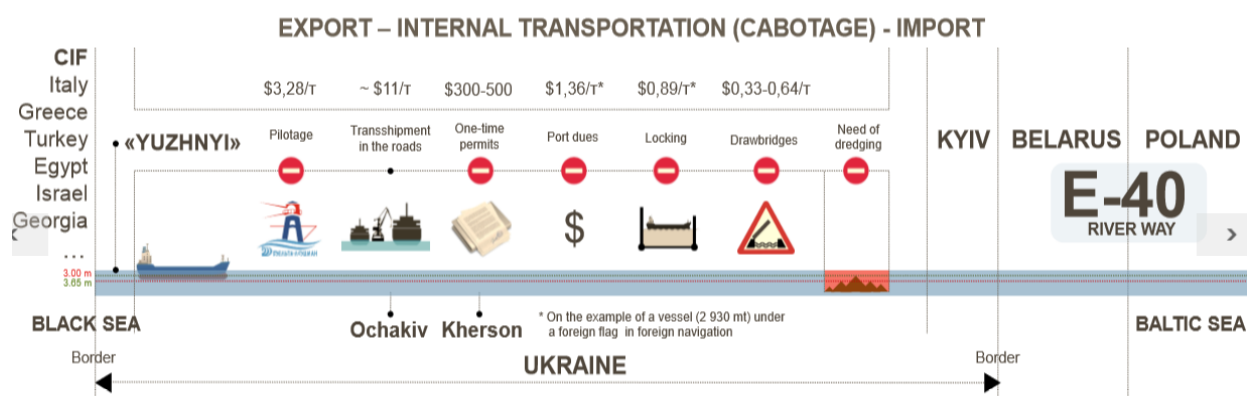 EXPORT – INTERNAL TRANSPORTATION (CABOTAGE) - IMPORT
CIF
Italy
Greece
Turkey
Egypt
Israel
Georgia
...
$3,28/т
~ $11/т
$300-500
$1,36/т*
$0,89/т*
$0,33-0,64/т
«YUZHNYI»
Pilotage
Transshipment
in the roads
One-time
permits
Port dues
Locking
Drawbridges
Need of
dredging
KYIV
BELARUS
POLAND
E-40
RIVER WAY
$
3.00 m
3.65 m
BLACK SEA
Ochakiv
Kherson
* On the example of a vessel (2 930 mt) under
a foreign flag in foreign navigation
BALTIC SEA
Border
UKRAINE
Border